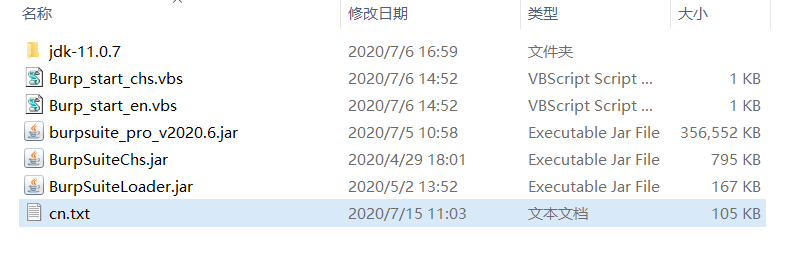 名称 修改日期 类型 大小
jdk-11.0.7 2020/7/6 16:59 文件夹
Burp_start_chs.vbs 2020/7/6 14:52 VBScript Script ... 1 KB
Burp_start_en.vbs 2020/7/6 14:52 VBScript Script ... 1 KB
burpsuite_pro_v2020.6.jar 2020/7/5 10:58 Executable Jar File 356,552 KB
BurpSuiteChs.jar 2020/4/29 18:01 Executable Jar File 795 KB
BurpSuiteLoader.jar 2020/5/2 13:52 Executable Jar File 167 KB
cn.txt 2020/7/15 11:03 文本文档 105 KB